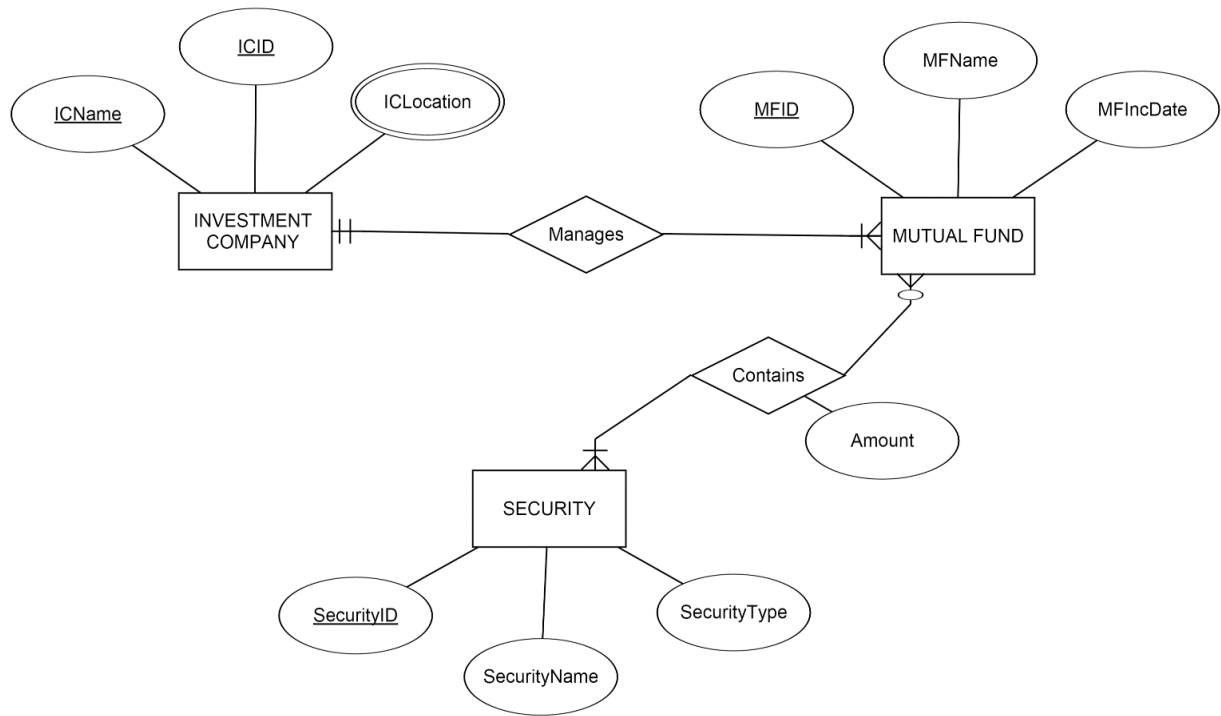 ICID
ICName
ICLocation
INVESTMENT
COMPANY
Manages
MFName
MFID
MFIncDate
MUTUAL FUND
Contains
Amount
SECURITY
SecurityID
SecurityName
SecurityType